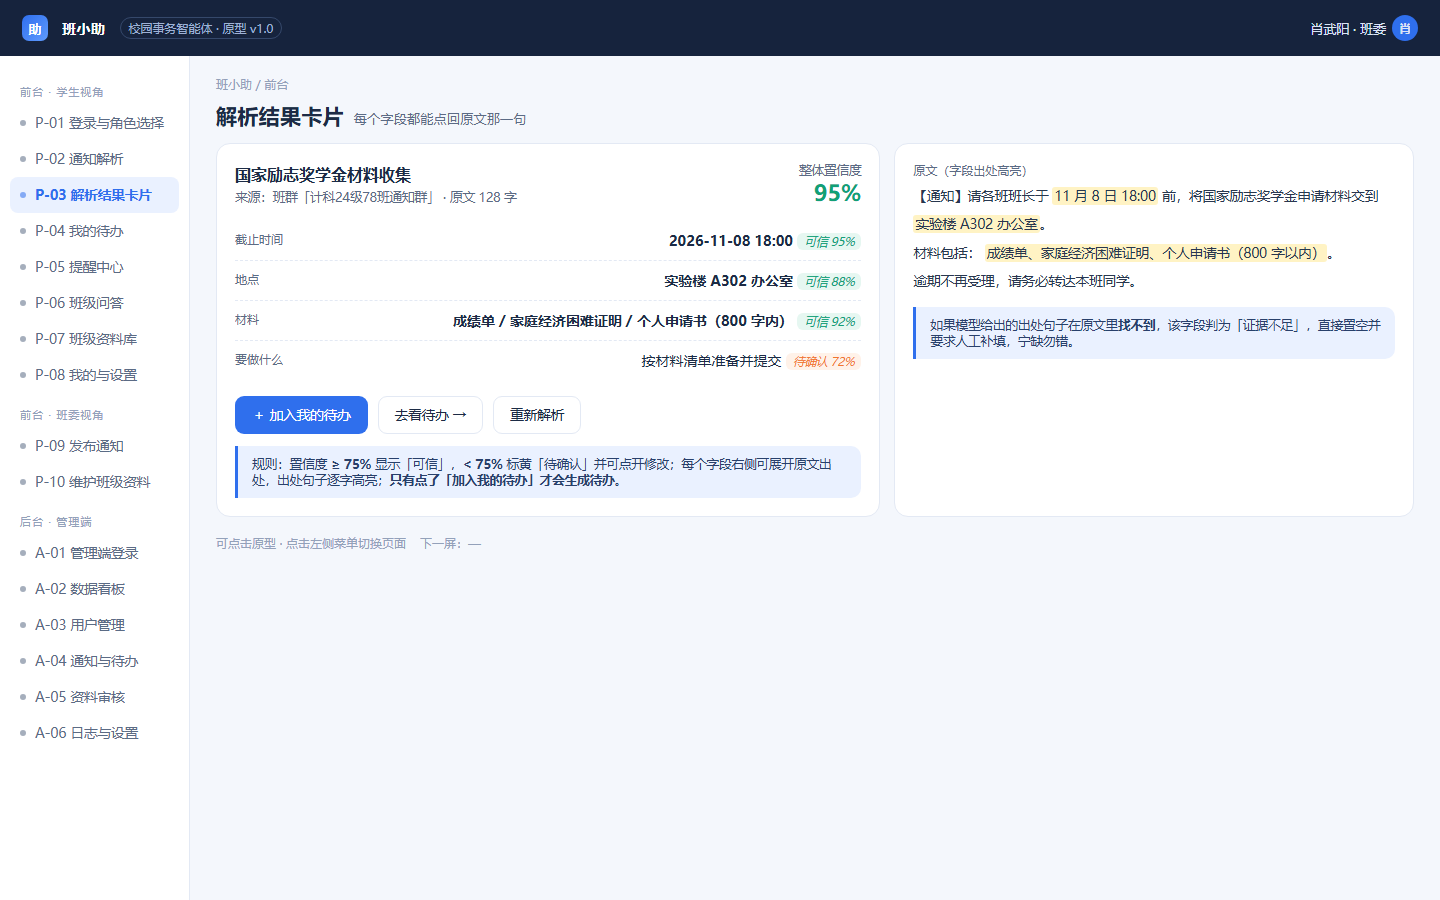 助 班小助 校园事务智能体 · 原型 v1.0
肖武阳 · 班委 肖
前台 · 学生视角
P-01 登录与角色选择
P-02 通知解析
P-03 解析结果卡片
P-04 我的待办
P-05 提醒中心
P-06 班级问答
P-07 班级资料库
P-08 我的与设置
前台 · 班委视角
P-09 发布通知
P-10 维护班级资料
后台 · 管理端
A-01 管理端登录
A-02 数据看板
A-03 用户管理
A-04 通知与待办
A-05 资料审核
A-06 日志与设置
班小助 / 前台
解析结果卡片 每个字段都能点回原文那一句
国家励志奖学金材料收集
来源：班群「计科24级78班通知群」 · 原文 128 字
整体置信度
95%
截止时间 2026-11-08 18:00 可信 95%
地点 实验楼 A302 办公室 可信 88%
材料 成绩单 / 家庭经济困难证明 / 个人申请书（800 字内） 可信 92%
要做什么 按材料清单准备并提交 待确认 72%
＋ 加入我的待办 去看待办 → 重新解析
规则：置信度 ≥ 75% 显示「可信」，< 75% 标黄「待确认」并可点开修改；每个字段右侧可展开原文出
处，出处句子逐字高亮；只有点了「加入我的待办」才会生成待办。
原文（字段出处高亮）
【通知】请各班班长于 11 月 8 日 18:00 前，将国家励志奖学金申请材料交到
实验楼 A302 办公室。
材料包括： 成绩单、家庭经济困难证明、个人申请书（800 字以内） 。
逾期不再受理，请务必转达本班同学。
如果模型给出的出处句子在原文里找不到，该字段判为「证据不足」，直接置空并
要求人工补填，宁缺勿错。
可点击原型 · 点击左侧菜单切换页面 下一屏：—